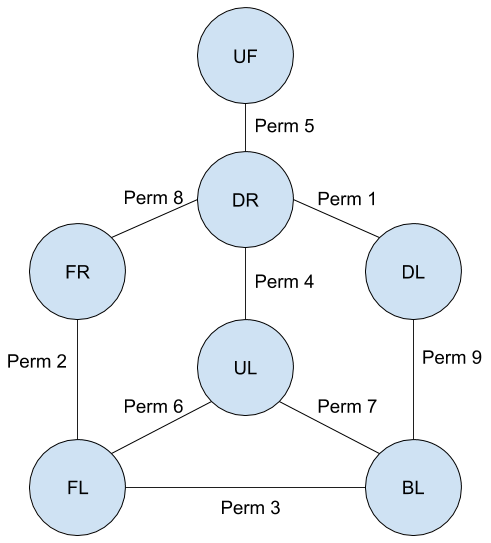 UF
Perm 5
Perm 8
DR
Perm 1
FR
DL
Perm 4
Perm 2
UL
Perm 9
Perm 6
Perm 7
FL
BL
Perm 3